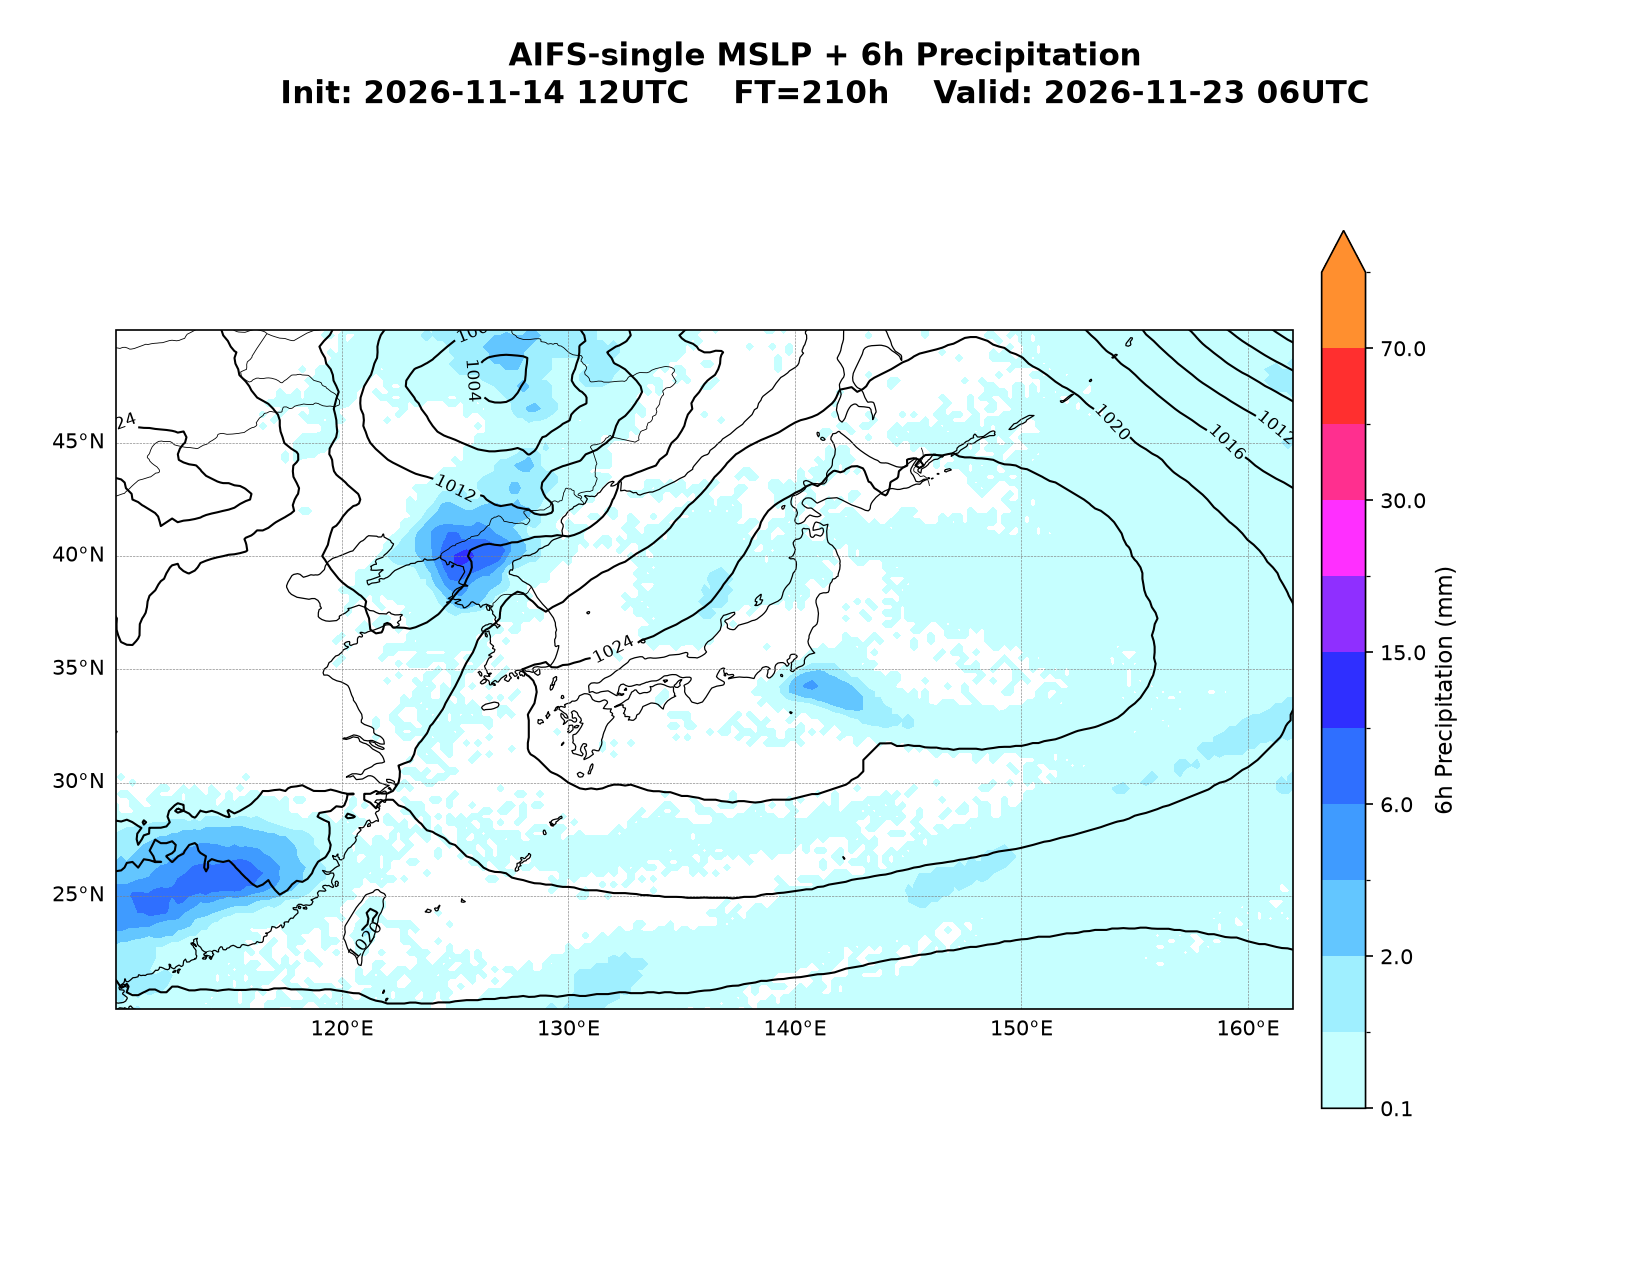 AIFS-single MSLP + 6h Precipitation
Init: 2026-11-14 12UTC    FT=210h    Valid: 2026-11-23 06UTC
1004
24
1020
1012
1016
1012
1024
1020
45°N
40°N
35°N
30°N
25°N
120°E
130°E
140°E
150°E
160°E
70.0
30.0
15.0
6.0
2.0
0.1
6h Precipitation (mm)